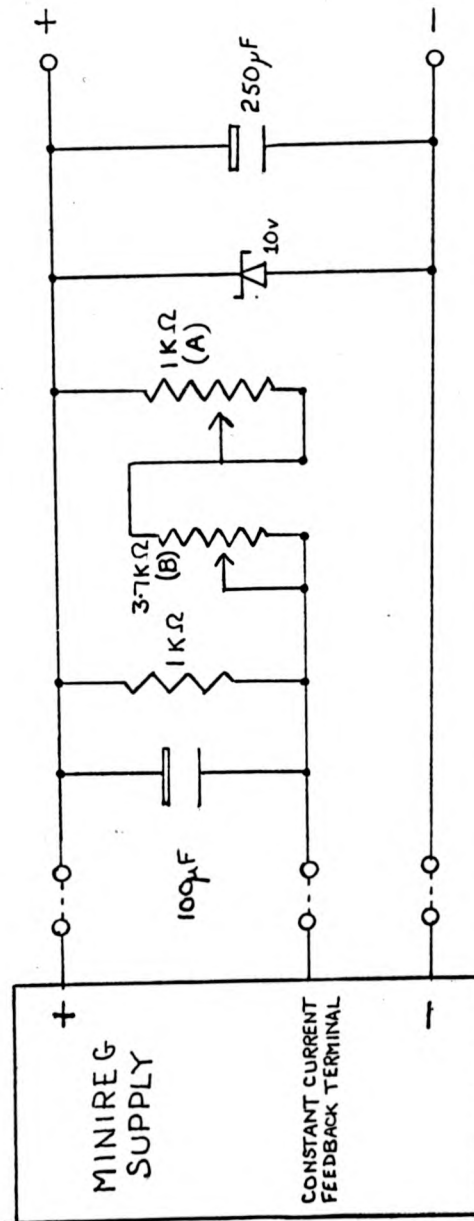 MINIREG
SUPPLY
+
CONSTANT CURRENT
FEEDBACK TERMINAL
−
100µF
1KΩ
3·7KΩ
(B)
1KΩ
(A)
10v
250µF
+
−